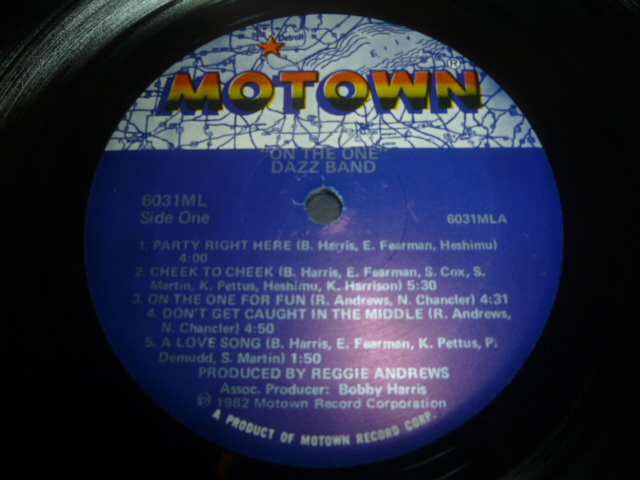 Detroit
MOTOWN®
ON THE ONE
DAZZ BAND
6031ML
Side One
6031MLA
1. PARTY RIGHT HERE (B. Harris, E. Fearman, Heshimu)
4:00
2. CHEEK TO CHEEK (B. Harris, E. Fearman, S. Cox, S.
Martin, K. Pettus, Heshimu, K. Harrison) 5:30
3. ON THE ONE FOR FUN (R. Andrews, N. Chancler) 4:31
4. DON'T GET CAUGHT IN THE MIDDLE (R. Andrews,
N. Chancler) 4:50
5. A LOVE SONG (B. Harris, E. Fearman, K. Pettus, P.
Demudd, S. Martin) 1:50
PRODUCED BY REGGIE ANDREWS
Assoc. Producer: Bobby Harris
℗ 1982 Motown Record Corporation
A PRODUCT OF MOTOWN RECORD CORP.